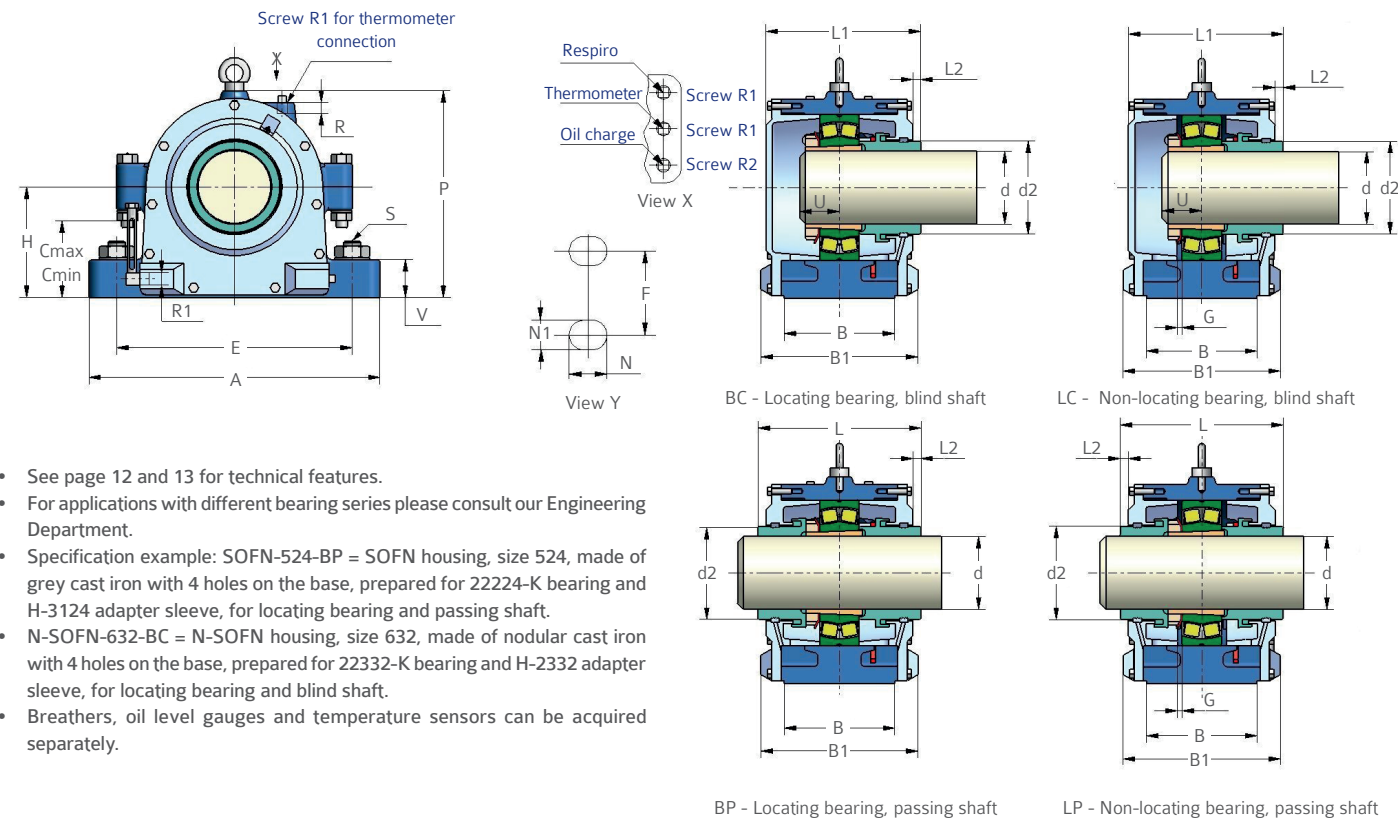 Screw R1 for thermometer
connection
X
R
P
H
Cmax
Cmin
S
R1
V
E
A
Respiro
Thermometer
Oil charge
Screw R1
Screw R1
Screw R2
View X
F
N1
N
View Y
L1
L2
U
d
d2
B
B1
BC - Locating bearing, blind shaft
L1
L2
U
d
d2
G
B
B1
LC - Non-locating bearing, blind shaft
• See page 12 and 13 for technical features.
• For applications with different bearing series please consult our Engineering
Department.
• Specification example: SOFN-524-BP = SOFN housing, size 524, made of
grey cast iron with 4 holes on the base, prepared for 22224-K bearing and
H-3124 adapter sleeve, for locating bearing and passing shaft.
• N-SOFN-632-BC = N-SOFN housing, size 632, made of nodular cast iron
with 4 holes on the base, prepared for 22332-K bearing and H-2332 adapter
sleeve, for locating bearing and blind shaft.
• Breathers, oil level gauges and temperature sensors can be acquired
separately.
L
L2
d2
d
B
B1
BP - Locating bearing, passing shaft
L
L2
d2
d
G
B
B1
LP - Non-locating bearing, passing shaft